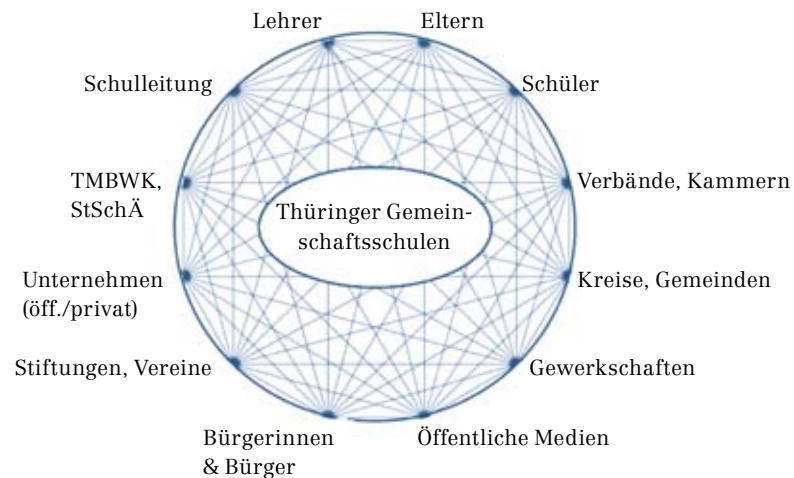 Lehrer
Eltern
Schulleitung
Schüler
TMBWK,
StSchÄ
Verbände, Kammern
Thüringer Gemein-
schaftsschulen
Unternehmen
(öff./privat)
Kreise, Gemeinden
Stiftungen, Vereine
Gewerkschaften
Bürgerinnen
& Bürger
Öffentliche Medien